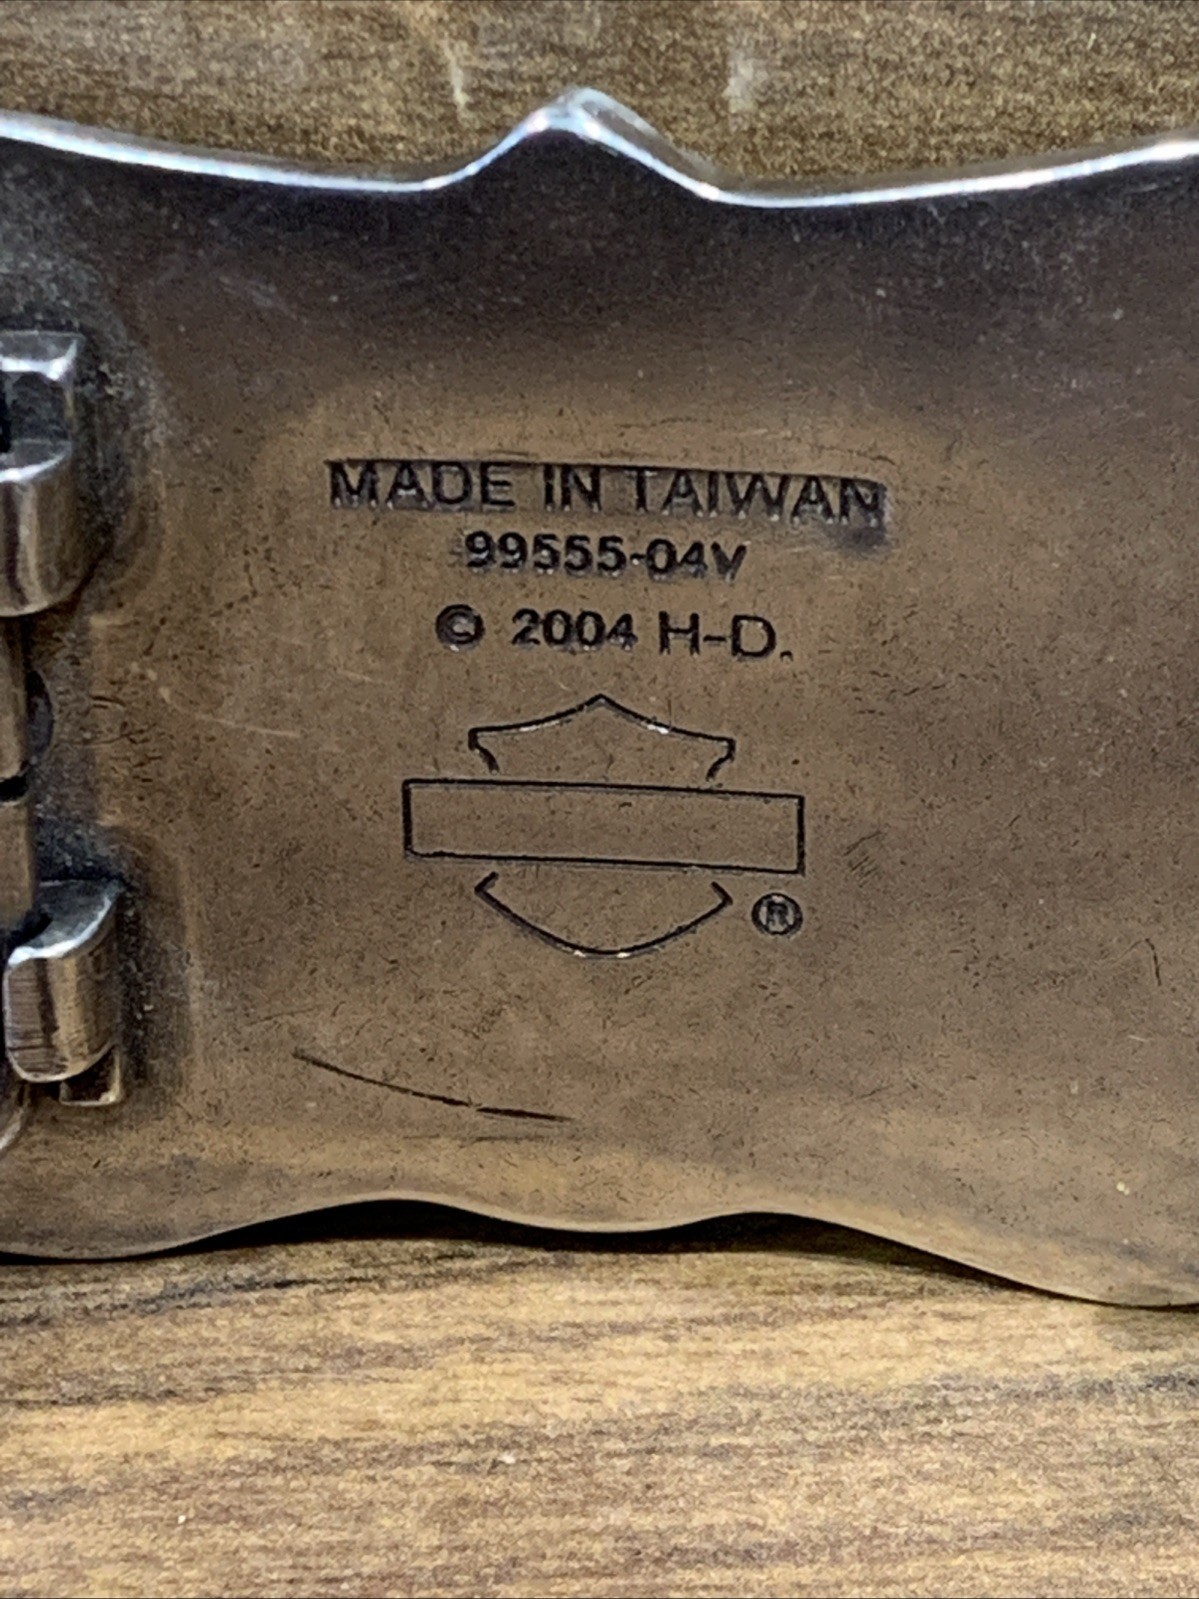 MADE IN TAIWAN
99555-04V
© 2004 H-D.
®